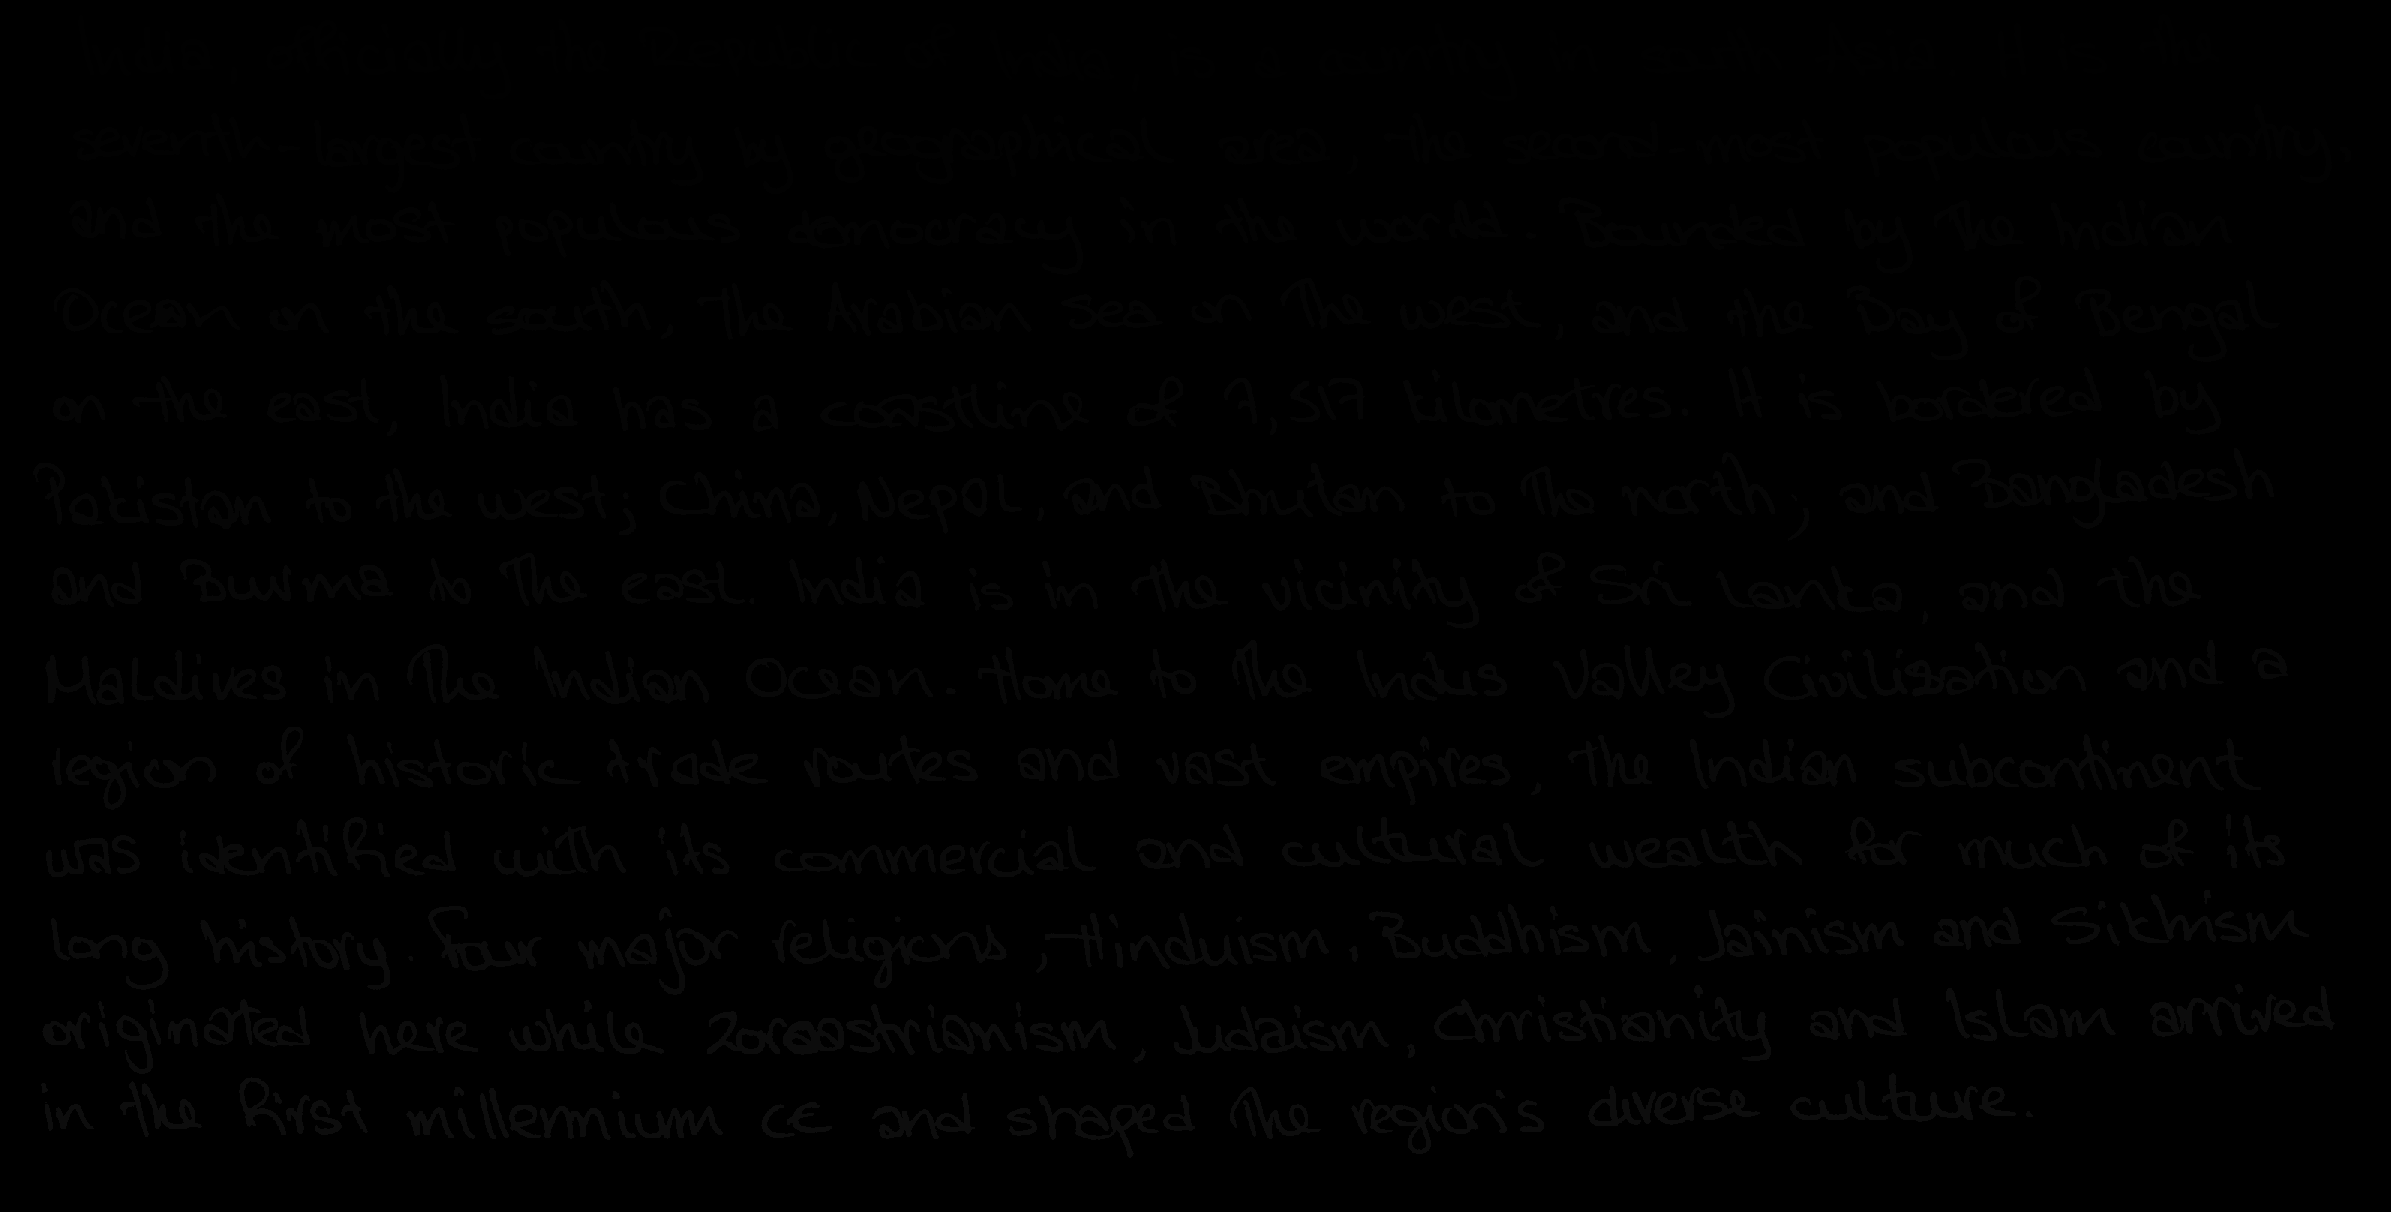 India, officially the Republic of India, is a country in South Asia. It is the
seventh-largest country by geographical area, the second-most populous country,
and the most populous democracy in the world. Bounded by the Indian
Ocean on the south, the Arabian Sea on the west, and the Bay of Bengal
on the east, India has a coastline of 7,517 kilometres. It is bordered by
Pakistan to the west; China, Nepal, and Bhutan to the north; and Bangladesh
and Burma to the east. India is in the vicinity of Sri Lanka, and the
Maldives in the Indian Ocean. Home to the Indus Valley Civilisation and a
region of historic trade routes and vast empires, the Indian subcontinent
was identified with its commercial and cultural wealth for much of its
long history. Four major religions, Hinduism, Buddhism, Jainism and Sikhism
originated here while Zoroastrianism, Judaism, Christianity and Islam arrived
in the first millennium CE and shaped the region's diverse culture.